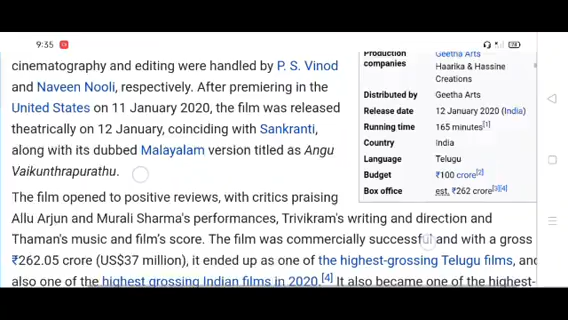 9:35
cinematography and editing were handled by P. S. Vinod
and Naveen Nooli, respectively. After premiering in the
United States on 11 January 2020, the film was released
theatrically on 12 January, coinciding with Sankranti,
along with its dubbed Malayalam version titled as Angu
Vaikunthrapurathu.
Production companies Geetha Arts
Haarika & Hassine Creations
Distributed by Geetha Arts
Release date 12 January 2020 (India)
Running time 165 minutes[1]
Country India
Language Telugu
Budget ₹100 crore[2]
Box office est. ₹262 crore[3][4]
The film opened to positive reviews, with critics praising
Allu Arjun and Murali Sharma's performances, Trivikram's writing and direction and
Thaman's music and film's score. The film was commercially successful and with a gross
₹262.05 crore (US$37 million), it ended up as one of the highest-grossing Telugu films, and
also one of the highest grossing Indian films in 2020.[4] It also became one of the highest-